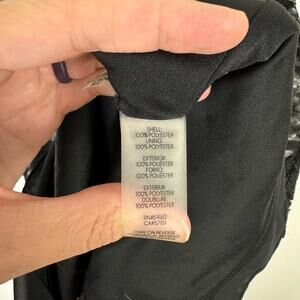 SHELL:
100% POLYESTER
LINING:
100% POLYESTER
EXTERIOR:
100% POLIESTER
FORRO:
100% POLIESTER
EXTÉRIEUR:
100% POLYESTER
DOUBLURE:
100% POLYESTER
RN#54163
CA#57151
CARE ON REVERSE